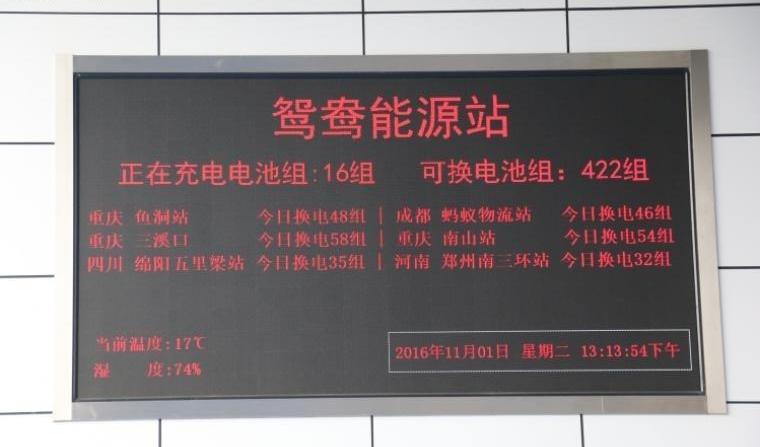 鸳鸯能源站
正在充电电池组:16组 可换电池组：422组
重庆 鱼洞站 今日换电48组 | 成都 蚂蚁物流站 今日换电46组
重庆 三溪口 今日换电58组 | 重庆 南山站 今日换电54组
四川 绵阳五里梁站 今日换电35组 | 河南 郑州南三环站 今日换电32组
当前温度:17℃
湿 度:74%
2016年11月01日 星期二 13:13:54下午